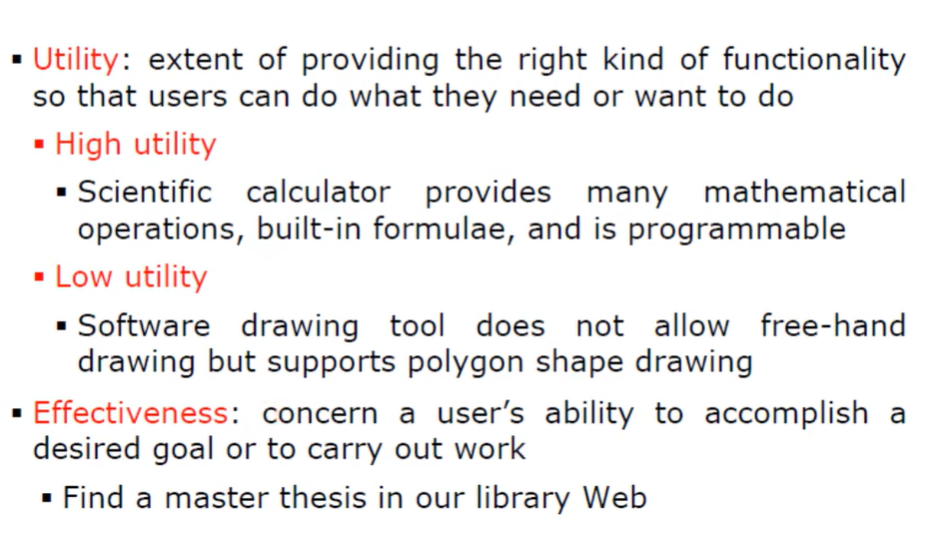 ▪ Utility: extent of providing the right kind of functionality
so that users can do what they need or want to do
▪ High utility
▪ Scientific calculator provides many mathematical
operations, built-in formulae, and is programmable
▪ Low utility
▪ Software drawing tool does not allow free-hand
drawing but supports polygon shape drawing
▪ Effectiveness: concern a user’s ability to accomplish a
desired goal or to carry out work
▪ Find a master thesis in our library Web